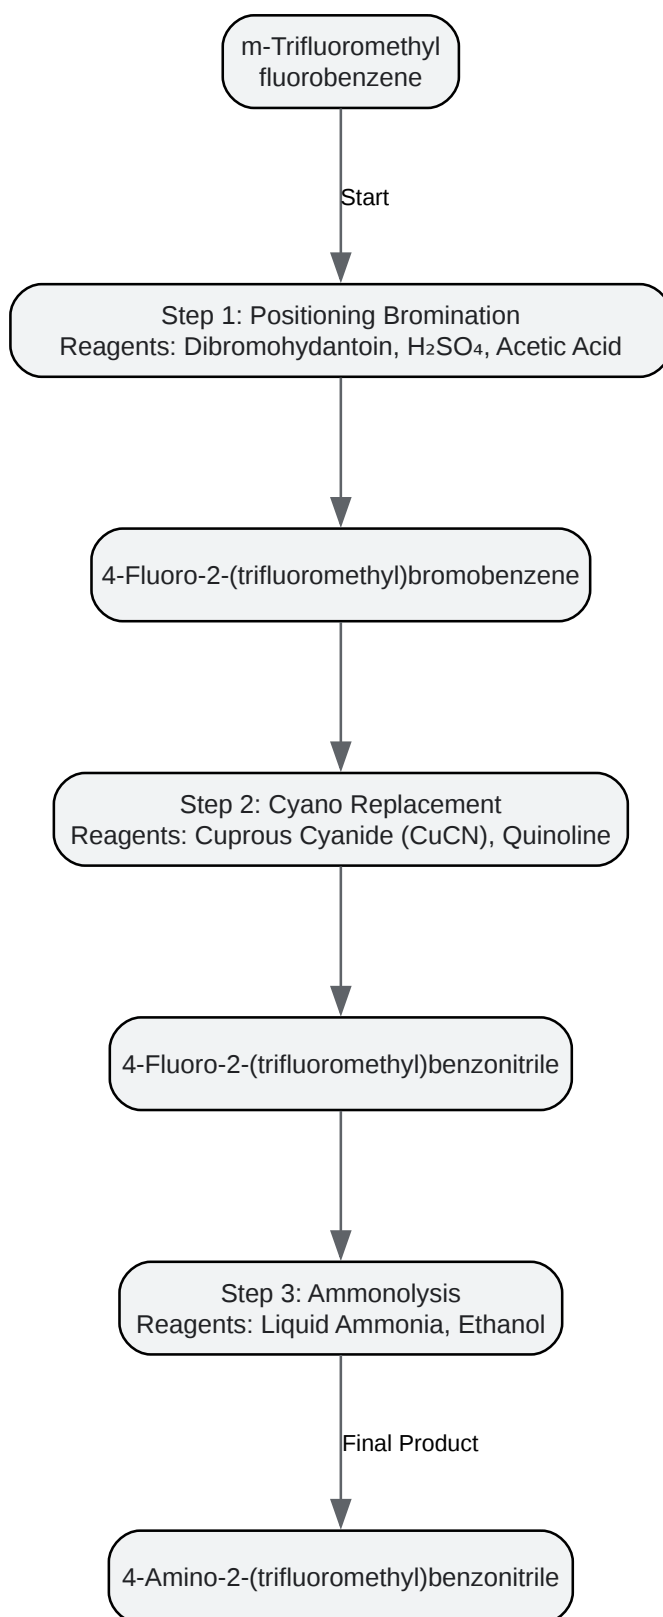 m-Trifluoromethyl
fluorobenzene
Start
Step 1: Positioning Bromination
Reagents: Dibromohydantoin, H₂SO₄, Acetic Acid
4-Fluoro-2-(trifluoromethyl)bromobenzene
Step 2: Cyano Replacement
Reagents: Cuprous Cyanide (CuCN), Quinoline
4-Fluoro-2-(trifluoromethyl)benzonitrile
Step 3: Ammonolysis
Reagents: Liquid Ammonia, Ethanol
Final Product
4-Amino-2-(trifluoromethyl)benzonitrile